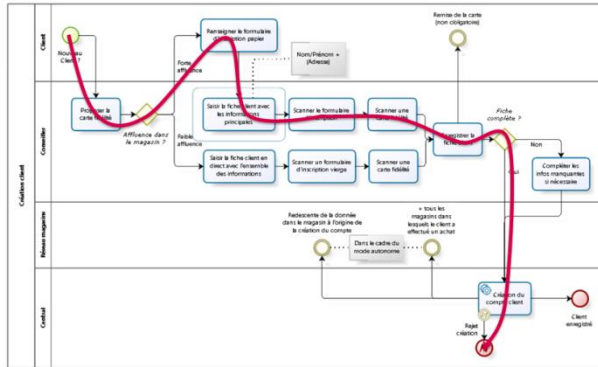 Création client
Client
Conseiller
Réseau magasins
Central
Nouveau
Client ?
Renseigner le formulaire
d'inscription papier
Remise de la carte
(non obligatoire)
Forte
affluence
Nom/Prénom +
(Adresse)
Proposer la
carte fidélité
Affluence dans
le magasin ?
Saisir la fiche client avec
les informations
principales
Scanner le formulaire
Scanner une
Enregistrer la
Fiche
complète ?
Non
Oui
Compléter les
infos manquantes
si nécessaire
Faible
affluence
Saisir la fiche client en
direct avec l'ensemble
des informations
Scanner un formulaire
d'inscription vierge
Scanner une
carte fidélité
Redescente de la donnée
dans le magasin à l'origine de
la création du compte
Dans le cadre du
mode autonome
+ tous les
magasins dans
lesquels le client a
effectué un achat
Création du
compte client
Rejet
création
Client
enregistré